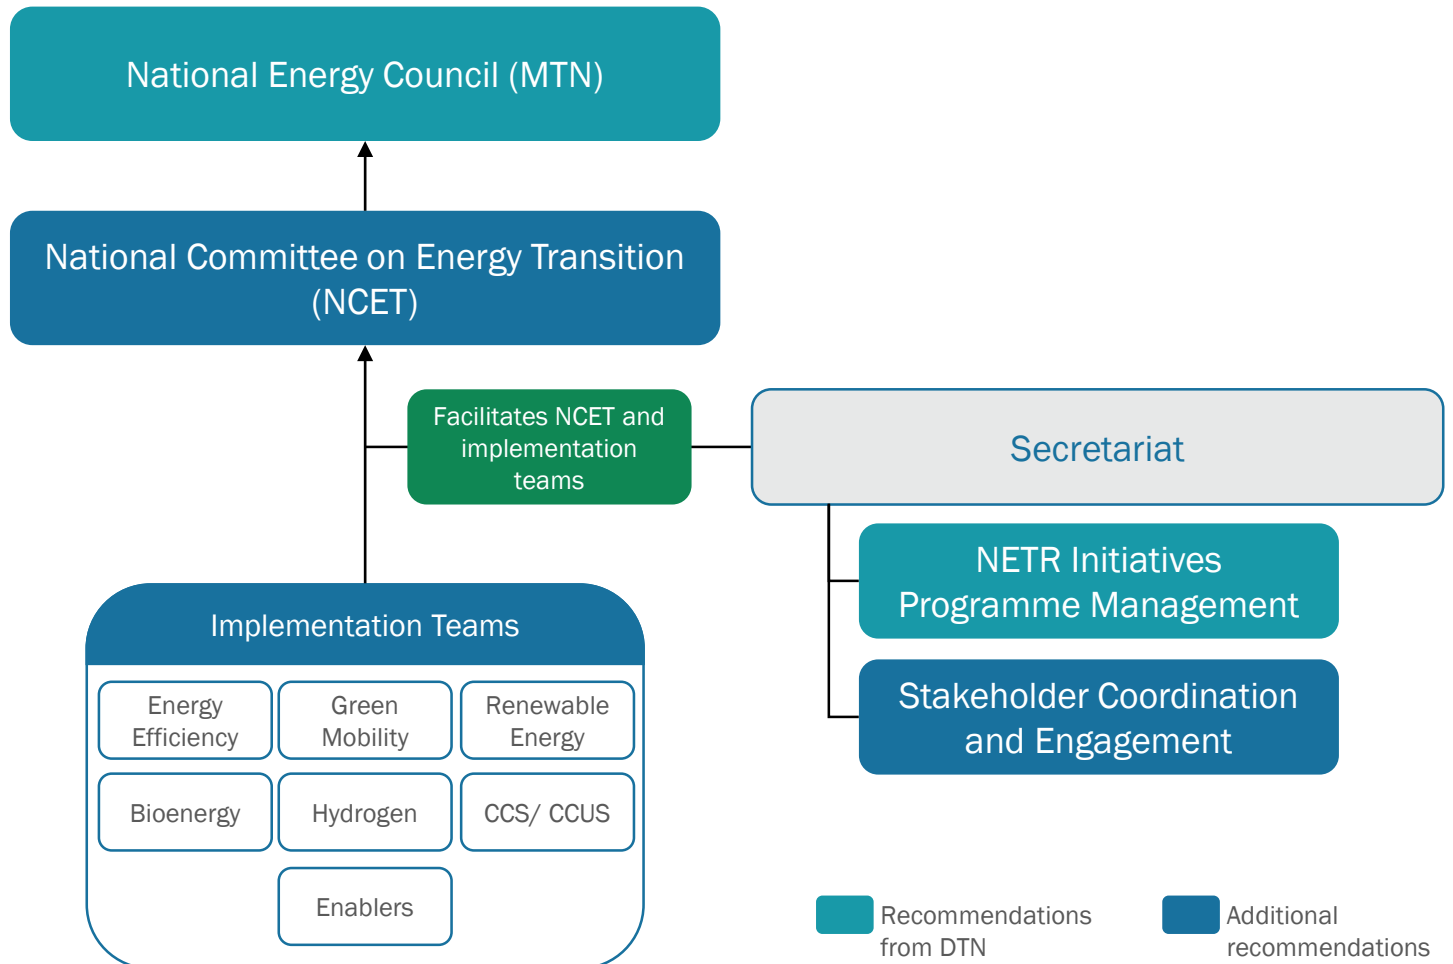 National Energy Council (MTN)
National Committee on Energy Transition
(NCET)
Facilitates NCET and
implementation
teams
Secretariat
NETR Initiatives
Programme Management
Stakeholder Coordination
and Engagement
Implementation Teams
Energy
Efficiency
Green
Mobility
Renewable
Energy
Bioenergy
Hydrogen
CCS/ CCUS
Enablers
Recommendations
from DTN
Additional
recommendations